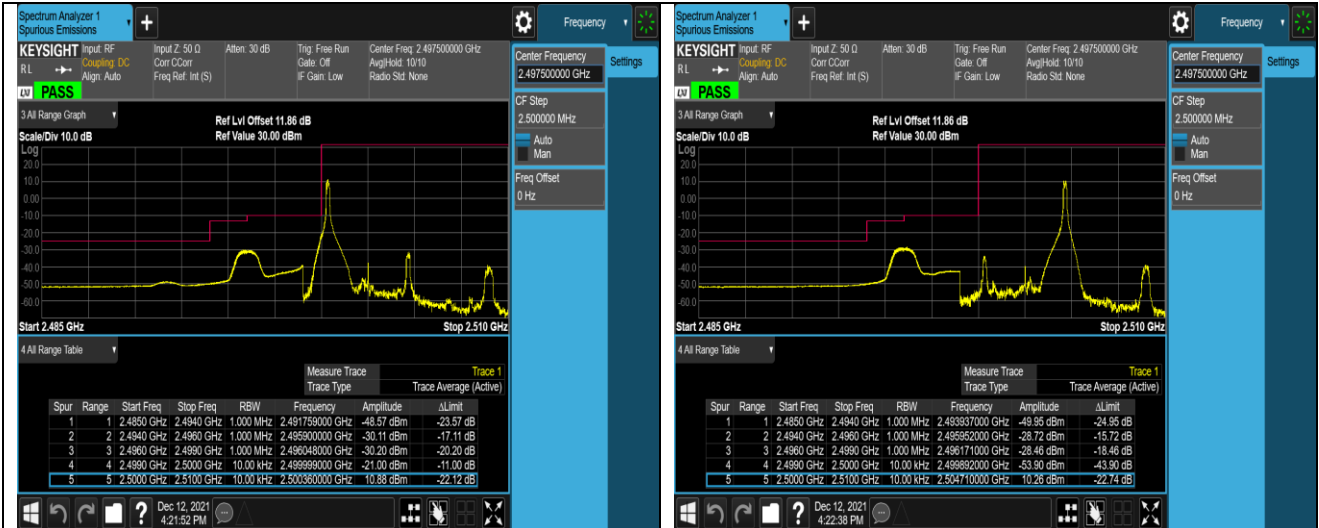 Spectrum Analyzer 1
Spurious Emissions
+
Frequency
KEYSIGHT
R L
Input: RF
Coupling: DC
Align: Auto
Input Z: 50 Ω
Corr CCorr
Freq Ref: Int (S)
Atten: 30 dB
Trig: Free Run
Gate: Off
IF Gain: Low
Center Freq: 2.497500000 GHz
Avg|Hold: 10/10
Radio Std: None
LXI PASS
3 All Range Graph
Ref Lvl Offset 11.86 dB
Scale/Div 10.0 dB
Ref Value 30.00 dBm
Log
20.0
10.0
0.00
-10.0
-20.0
-30.0
-40.0
-50.0
-60.0
Start 2.485 GHz
Stop 2.510 GHz
4 All Range Table
Measure Trace Trace 1
Trace Type Trace Average (Active)
Spur Range Start Freq Stop Freq RBW Frequency Amplitude ΔLimit
1 1 2.4850 GHz 2.4940 GHz 1.000 MHz 2.491759000 GHz -48.57 dBm -23.57 dB
2 2 2.4940 GHz 2.4960 GHz 1.000 MHz 2.495900000 GHz -30.11 dBm -17.11 dB
3 3 2.4960 GHz 2.4990 GHz 1.000 MHz 2.496048000 GHz -30.20 dBm -20.20 dB
4 4 2.4990 GHz 2.5000 GHz 10.00 kHz 2.499999000 GHz -21.00 dBm -11.00 dB
5 5 2.5000 GHz 2.5100 GHz 10.00 kHz 2.500360000 GHz 10.88 dBm -22.12 dB
?
Dec 12, 2021
4:21:52 PM
Center Frequency
2.497500000 GHz
Settings
CF Step
2.500000 MHz
Auto
Man
Freq Offset
0 Hz
Spectrum Analyzer 1
Spurious Emissions
+
Frequency
KEYSIGHT
R L
Input: RF
Coupling: DC
Align: Auto
Input Z: 50 Ω
Corr CCorr
Freq Ref: Int (S)
Atten: 30 dB
Trig: Free Run
Gate: Off
IF Gain: Low
Center Freq: 2.497500000 GHz
Avg|Hold: 10/10
Radio Std: None
LXI PASS
3 All Range Graph
Ref Lvl Offset 11.86 dB
Scale/Div 10.0 dB
Ref Value 30.00 dBm
Log
20.0
10.0
0.00
-10.0
-20.0
-30.0
-40.0
-50.0
-60.0
Start 2.485 GHz
Stop 2.510 GHz
4 All Range Table
Measure Trace Trace 1
Trace Type Trace Average (Active)
Spur Range Start Freq Stop Freq RBW Frequency Amplitude ΔLimit
1 1 2.4850 GHz 2.4940 GHz 1.000 MHz 2.493937000 GHz -49.95 dBm -24.95 dB
2 2 2.4940 GHz 2.4960 GHz 1.000 MHz 2.495952000 GHz -28.72 dBm -15.72 dB
3 3 2.4960 GHz 2.4990 GHz 1.000 MHz 2.496171000 GHz -28.46 dBm -18.46 dB
4 4 2.4990 GHz 2.5000 GHz 10.00 kHz 2.499892000 GHz -53.90 dBm -43.90 dB
5 5 2.5000 GHz 2.5100 GHz 10.00 kHz 2.504710000 GHz 10.26 dBm -22.74 dB
?
Dec 12, 2021
4:22:38 PM
Center Frequency
2.497500000 GHz
Settings
CF Step
2.500000 MHz
Auto
Man
Freq Offset
0 Hz